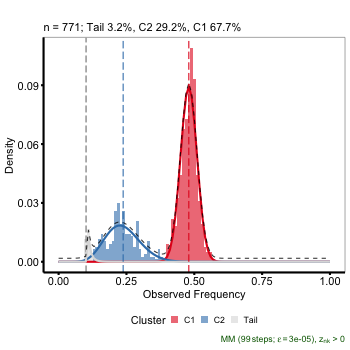 n = 771; Tail 3.2%, C2 29.2%, C1 67.7%
0.09
0.06
0.03
0.00
Density
0.00 0.25 0.50 0.75 1.00
Observed Frequency
Cluster C1 C2 Tail
MM (99 steps; ε = 3e-05), zₙₖ > 0